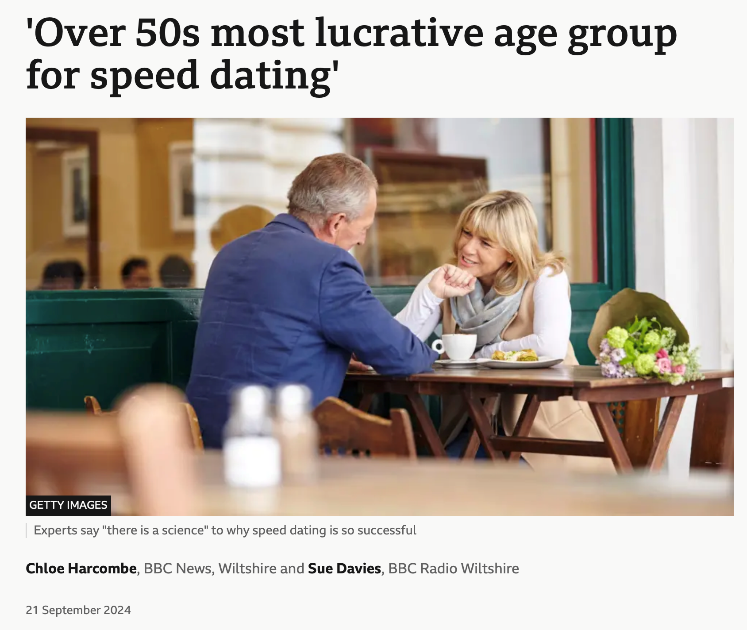 'Over 50s most lucrative age group
for speed dating'
GETTY IMAGES
Experts say "there is a science" to why speed dating is so successful
Chloe Harcombe, BBC News, Wiltshire and Sue Davies, BBC Radio Wiltshire
21 September 2024